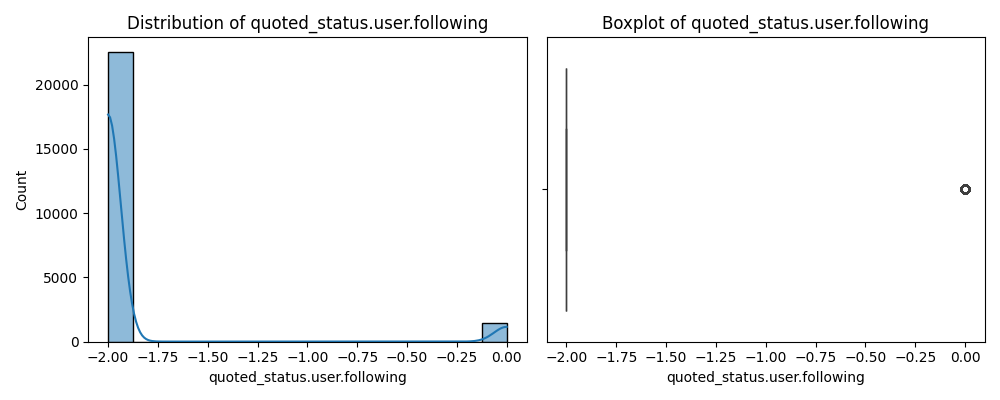 Distribution of quoted_status.user.following
Boxplot of quoted_status.user.following
Count
20000
15000
10000
5000
0
−2.00 −1.75 −1.50 −1.25 −1.00 −0.75 −0.50 −0.25 0.00
quoted_status.user.following
−2.00 −1.75 −1.50 −1.25 −1.00 −0.75 −0.50 −0.25 0.00
quoted_status.user.following